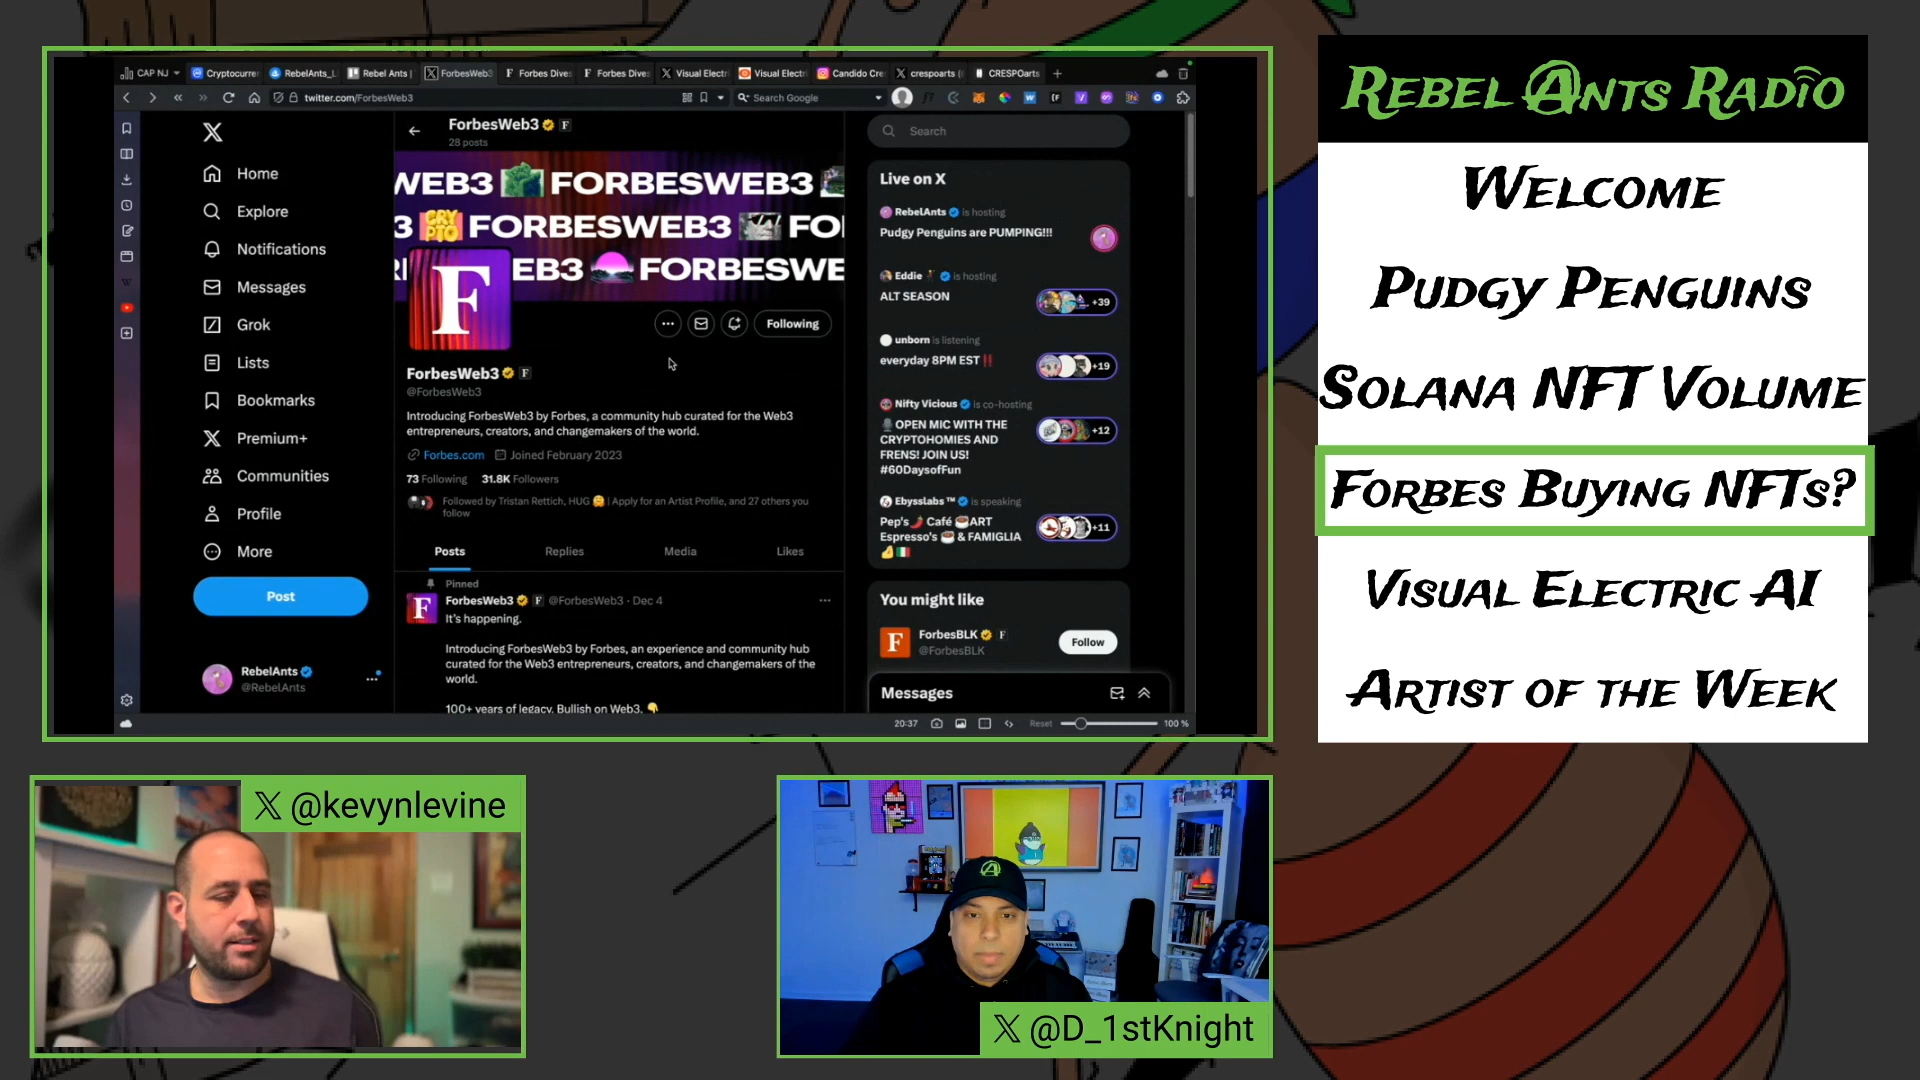 CAP NJ
Cryptocurre
RebelAnts_L
Rebel Ants |
ForbesWeb3
Forbes Dive
Forbes Dive
Visual Electr
Visual Electri
Candido Cre
crespoarts (
CRESPOarts
twitter.com/ForbesWeb3
Search Google
ForbesWeb3
28 posts
Search
WEB3 FORBESWEB3
3 CRYPTO FORBESWEB3 FO
EB3 FORBESWE
F
Home
Explore
Notifications
Messages
Grok
Lists
Bookmarks
Premium+
Communities
Profile
More
Post
RebelAnts
@RebelAnts
Following
ForbesWeb3
@ForbesWeb3
Introducing ForbesWeb3 by Forbes, a community hub curated for the Web3
entrepreneurs, creators, and changemakers of the world.
Forbes.com Joined February 2023
73 Following 31.8K Followers
Followed by Tristan Rettich, HUG 🤗 | Apply for an Artist Profile, and 27 others you
follow
Posts Replies Media Likes
Pinned
ForbesWeb3 @ForbesWeb3 · Dec 4
It's happening.
Introducing ForbesWeb3 by Forbes, an experience and community hub
curated for the Web3 entrepreneurs, creators, and changemakers of the
world.
100+ years of legacy. Bullish on Web3. 👇
Live on X
RebelAnts is hosting
Pudgy Penguins are PUMPING!!!
Eddie is hosting
ALT SEASON
+39
unborn is listening
everyday 8PM EST ‼️
+19
Nifty Vicious is co-hosting
🎙️OPEN MIC WITH THE
CRYPTOHOMIES AND
FRENS! JOIN US!
#60DaysofFun
+12
Ebysslabs ™ is speaking
Pep's🌶️ Café ☕ART
Espresso's ☕ & FAMIGLIA
🤌🇮🇹
+11
You might like
ForbesBLK
@ForbesBLK
Follow
Messages
20:37
Reset
100 %
Rebel Ants Radio
Welcome
Pudgy Penguins
Solana NFT Volume
Forbes Buying NFTs?
Visual Electric AI
Artist of the Week
X @kevynlevine
X @D_1stKnight